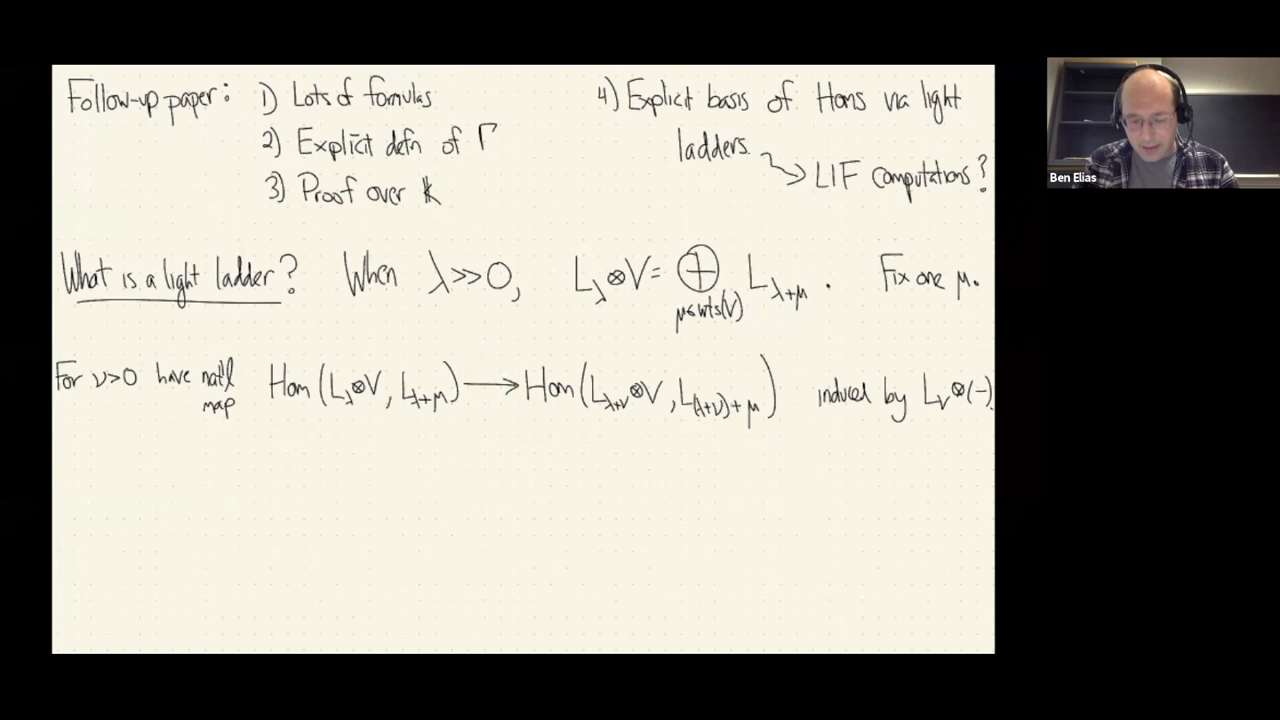 Follow-up paper: 1) Lots of formulas
2) Explicit defn of Γ
3) Proof over 𝕜
4) Explicit basis of Homs via light
ladders.
→ LIF computations?
What is a light ladder? When λ>>0, L_λ⊗V = ⊕_{μ∈wts(V)} L_{λ+μ}. Fix one μ.
For ν>0 have nat'l map Hom(L_λ⊗V, L_{λ+μ}) → Hom(L_{λ+ν}⊗V, L_{(λ+ν)+μ}) induced by L_ν⊗(-).
Ben Elias